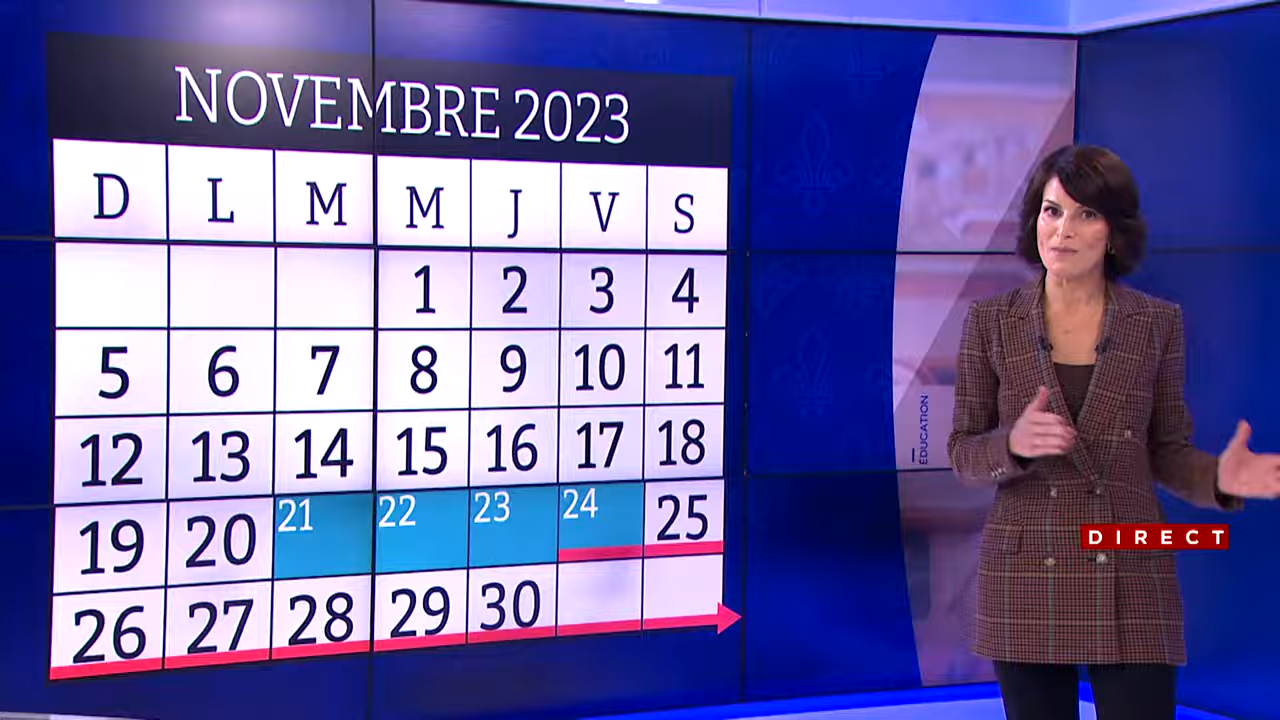 NOVEMBRE 2023
D L M M J V S
1 2 3 4
5 6 7 8 9 10 11
12 13 14 15 16 17 18
19 20 21 22 23 24 25
26 27 28 29 30
ÉDUCATION
DIRECT